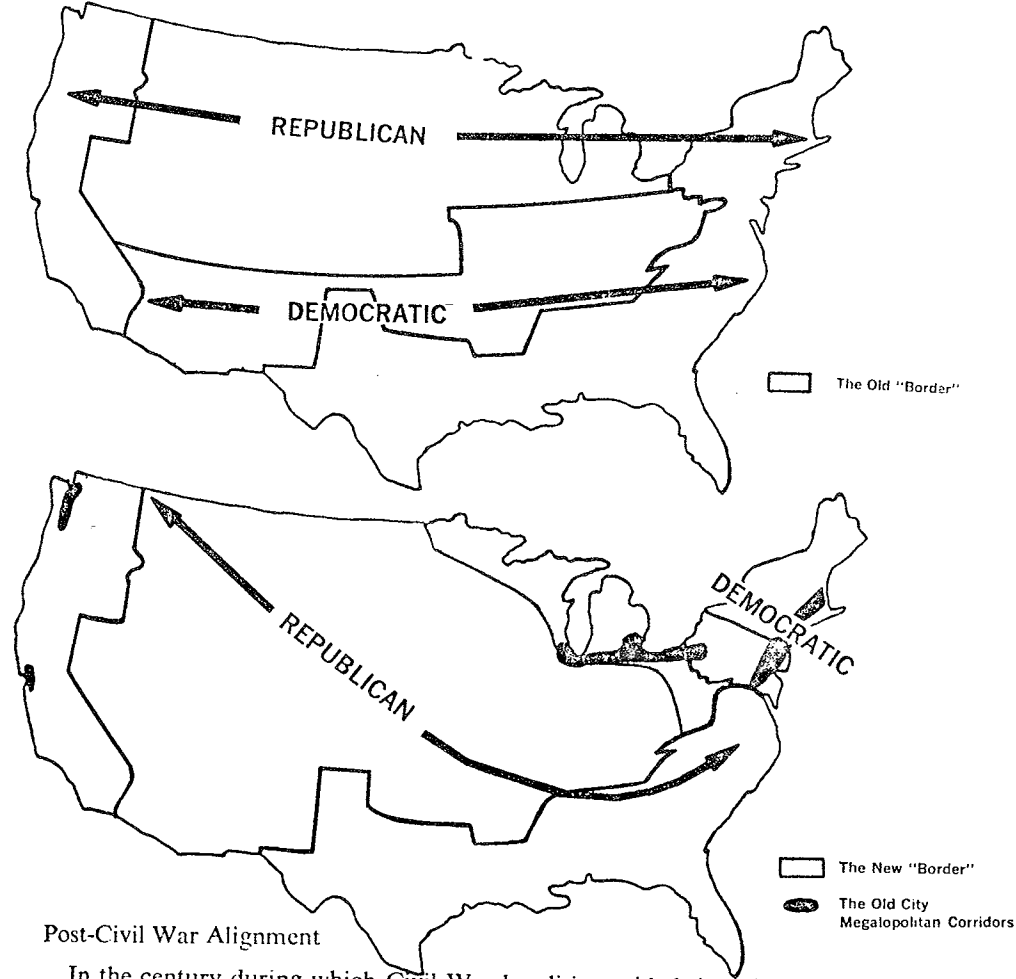 REPUBLICAN
DEMOCRATIC
The Old "Border"
DEMOCRATIC
REPUBLICAN
The New "Border"
The Old City
Megalopolitan Corridors
Post-Civil War Alignment
In the century during which Civil War